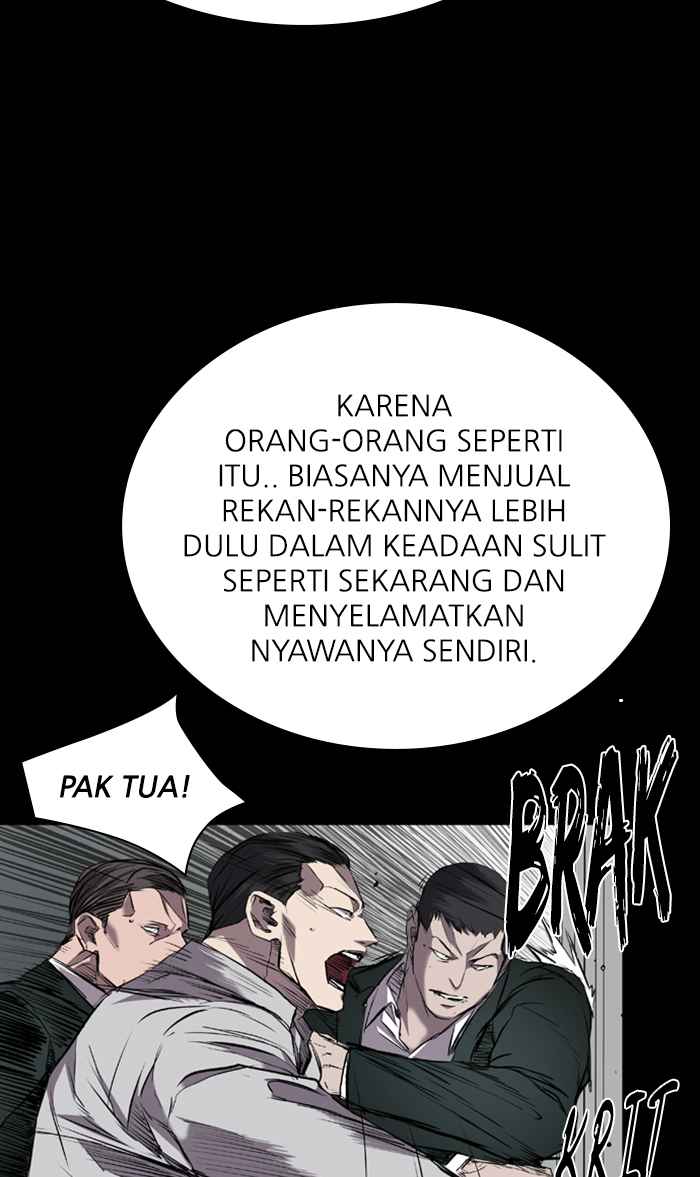 KARENA
ORANG-ORANG SEPERTI
ITU.. BIASANYA MENJUAL
REKAN-REKANNYA LEBIH
DULU DALAM KEADAAN SULIT
SEPERTI SEKARANG DAN
MENYELAMATKAN
NYAWANYA SENDIRI.
PAK TUA!
BRAK
KRIT